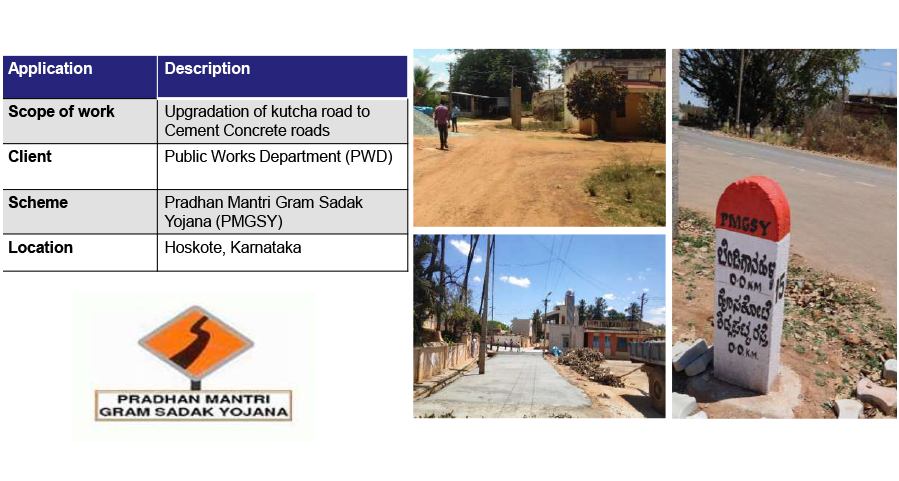 Application Description
Scope of work Upgradation of kutcha road to
Cement Concrete roads
Client Public Works Department (PWD)
Scheme Pradhan Mantri Gram Sadak
Yojana (PMGSY)
Location Hoskote, Karnataka
PRADHAN MANTRI
GRAM SADAK YOJANA
PMGSY
0.0 KM
ಹೊಸಕೋಟೆ
0.0.KM.
15